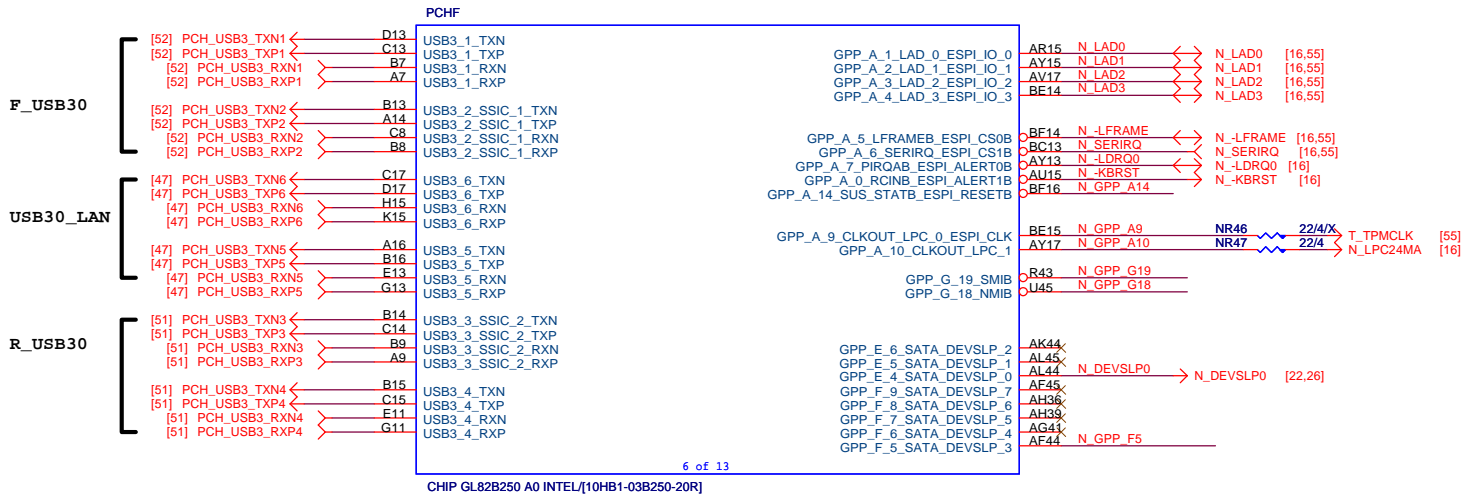 PCHF
F_USB30
[52] PCH_USB3_TXN1 D13 USB3_1_TXN
[52] PCH_USB3_TXP1 C13 USB3_1_TXP
[52] PCH_USB3_RXN1 B7 USB3_1_RXN
[52] PCH_USB3_RXP1 A7 USB3_1_RXP
[52] PCH_USB3_TXN2 B13 USB3_2_SSIC_1_TXN
[52] PCH_USB3_TXP2 A14 USB3_2_SSIC_1_TXP
[52] PCH_USB3_RXN2 C8 USB3_2_SSIC_1_RXN
[52] PCH_USB3_RXP2 B8 USB3_2_SSIC_1_RXP
USB30_LAN
[47] PCH_USB3_TXN6 C17 USB3_6_TXN
[47] PCH_USB3_TXP6 D17 USB3_6_TXP
[47] PCH_USB3_RXN6 H15 USB3_6_RXN
[47] PCH_USB3_RXP6 K15 USB3_6_RXP
[47] PCH_USB3_TXN5 A16 USB3_5_TXN
[47] PCH_USB3_TXP5 B16 USB3_5_TXP
[47] PCH_USB3_RXN5 E13 USB3_5_RXN
[47] PCH_USB3_RXP5 G13 USB3_5_RXP
R_USB30
[51] PCH_USB3_TXN3 B14 USB3_3_SSIC_2_TXN
[51] PCH_USB3_TXP3 C14 USB3_3_SSIC_2_TXP
[51] PCH_USB3_RXN3 B9 USB3_3_SSIC_2_RXN
[51] PCH_USB3_RXP3 A9 USB3_3_SSIC_2_RXP
[51] PCH_USB3_TXN4 B15 USB3_4_TXN
[51] PCH_USB3_TXP4 C15 USB3_4_TXP
[51] PCH_USB3_RXN4 E11 USB3_4_RXN
[51] PCH_USB3_RXP4 G11 USB3_4_RXP
GPP_A_1_LAD_0_ESPI_IO_0 AR15 N_LAD0 N_LAD0 [16,55]
GPP_A_2_LAD_1_ESPI_IO_1 AY15 N_LAD1 N_LAD1 [16,55]
GPP_A_3_LAD_2_ESPI_IO_2 AV17 N_LAD2 N_LAD2 [16,55]
GPP_A_4_LAD_3_ESPI_IO_3 BE14 N_LAD3 N_LAD3 [16,55]
GPP_A_5_LFRAMEB_ESPI_CS0B BF14 N_-LFRAME N_-LFRAME [16,55]
GPP_A_6_SERIRQ_ESPI_CS1B BC13 N_SERIRQ N_SERIRQ [16,55]
GPP_A_7_PIRQAB_ESPI_ALERT0B AY13 N_-LDRQ0 N_-LDRQ0 [16]
GPP_A_0_RCINB_ESPI_ALERT1B AU15 N_-KBRST N_-KBRST [16]
GPP_A_14_SUS_STATB_ESPI_RESETB BF16 N_GPP_A14
GPP_A_9_CLKOUT_LPC_0_ESPI_CLK BE15 N_GPP_A9 NR46 22/4/X T_TPMCLK [55]
GPP_A_10_CLKOUT_LPC_1 AY17 N_GPP_A10 NR47 22/4 N_LPC24MA [16]
GPP_G_19_SMIB R43 N_GPP_G19
GPP_G_18_NMIB U45 N_GPP_G18
GPP_E_6_SATA_DEVSLP_2 AK44
GPP_E_5_SATA_DEVSLP_1 AL45
GPP_E_4_SATA_DEVSLP_0 AL44 N_DEVSLP0 N_DEVSLP0 [22,26]
GPP_F_9_SATA_DEVSLP_7 AF45
GPP_F_8_SATA_DEVSLP_6 AH36
GPP_F_7_SATA_DEVSLP_5 AH39
GPP_F_6_SATA_DEVSLP_4 AG41
GPP_F_5_SATA_DEVSLP_3 AF44 N_GPP_F5
6 of 13
CHIP GL82B250 A0 INTEL/[10HB1-03B250-20R]